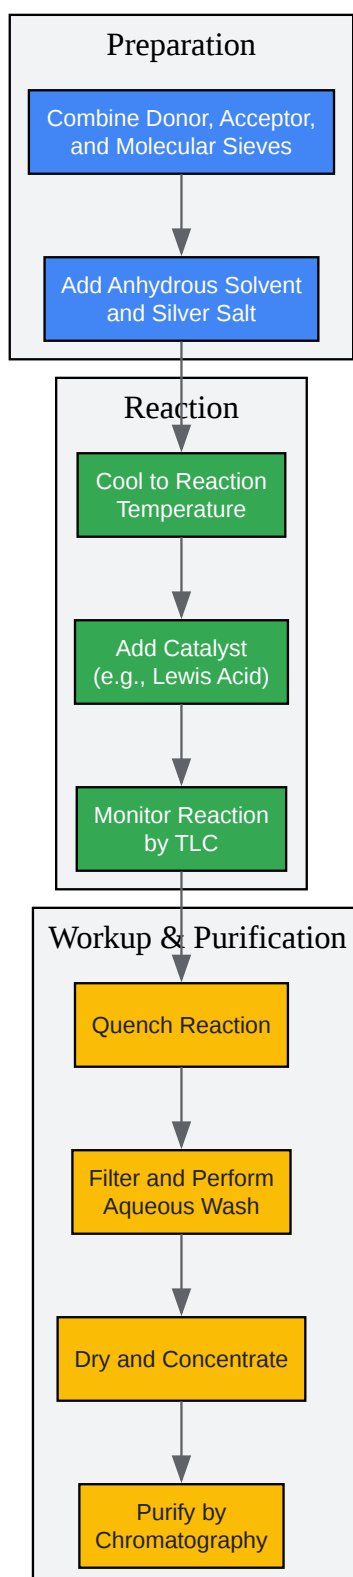 Preparation
Combine Donor, Acceptor,
and Molecular Sieves
Add Anhydrous Solvent
and Silver Salt
Reaction
Cool to Reaction
Temperature
Add Catalyst
(e.g., Lewis Acid)
Monitor Reaction
by TLC
Workup & Purification
Quench Reaction
Filter and Perform
Aqueous Wash
Dry and Concentrate
Purify by
Chromatography